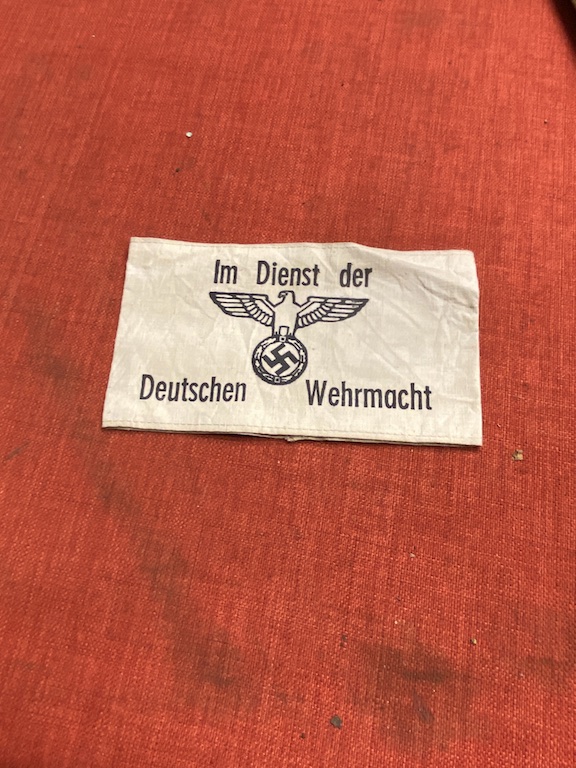 Im Dienst der
Deutschen Wehrmacht